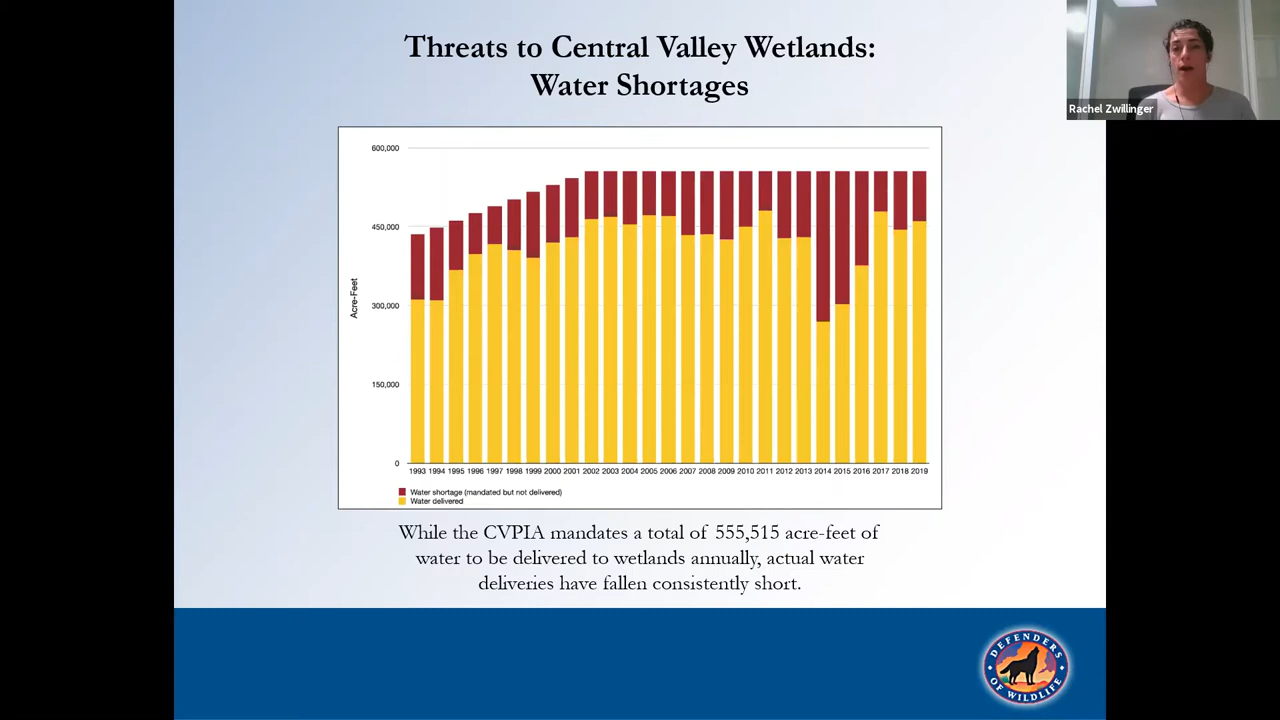 Threats to Central Valley Wetlands:
Water Shortages
Rachel Zwillinger
600,000
450,000
300,000
150,000
0
Acre-Feet
1993 1994 1995 1996 1997 1998 1999 2000 2001 2002 2003 2004 2005 2006 2007 2008 2009 2010 2011 2012 2013 2014 2015 2016 2017 2018 2019
Water shortage (mandated but not delivered)
Water delivered
While the CVPIA mandates a total of 555,515 acre-feet of
water to be delivered to wetlands annually, actual water
deliveries have fallen consistently short.
DEFENDERS
OF WILDLIFE